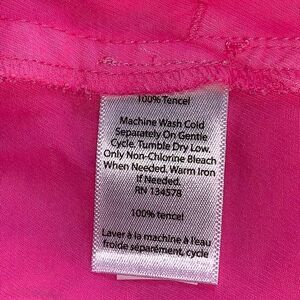 100% Tencel
Machine Wash Cold
Separately On Gentle
Cycle. Tumble Dry Low.
Only Non-Chlorine Bleach
When Needed. Warm Iron
If Needed.
RN 134578
100% tencel
Laver à la machine à l'eau
froide séparément, cycle